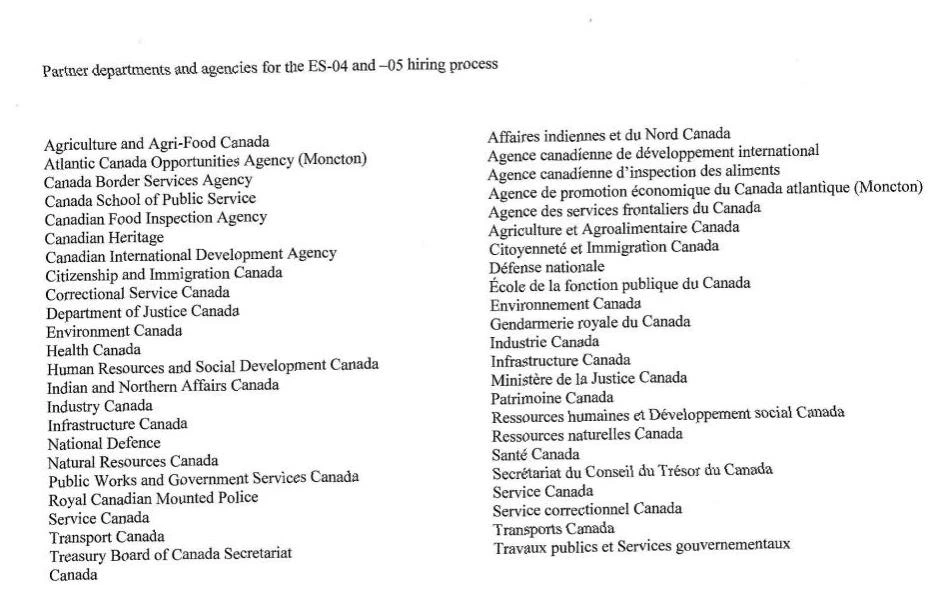 Partner departments and agencies for the ES-04 and –05 hiring process
Agriculture and Agri-Food Canada
Atlantic Canada Opportunities Agency (Moncton)
Canada Border Services Agency
Canada School of Public Service
Canadian Food Inspection Agency
Canadian Heritage
Canadian International Development Agency
Citizenship and Immigration Canada
Correctional Service Canada
Department of Justice Canada
Environment Canada
Health Canada
Human Resources and Social Development Canada
Indian and Northern Affairs Canada
Industry Canada
Infrastructure Canada
National Defence
Natural Resources Canada
Public Works and Government Services Canada
Royal Canadian Mounted Police
Service Canada
Transport Canada
Treasury Board of Canada Secretariat
Canada
Affaires indiennes et du Nord Canada
Agence canadienne de développement international
Agence canadienne d'inspection des aliments
Agence de promotion économique du Canada atlantique (Moncton)
Agence des services frontaliers du Canada
Agriculture et Agroalimentaire Canada
Citoyenneté et Immigration Canada
Défense nationale
École de la fonction publique du Canada
Environnement Canada
Gendarmerie royale du Canada
Industrie Canada
Infrastructure Canada
Ministère de la Justice Canada
Patrimoine Canada
Ressources humaines et Développement social Canada
Ressources naturelles Canada
Santé Canada
Secrétariat du Conseil du Trésor du Canada
Service Canada
Service correctionnel Canada
Transports Canada
Travaux publics et Services gouvernementaux